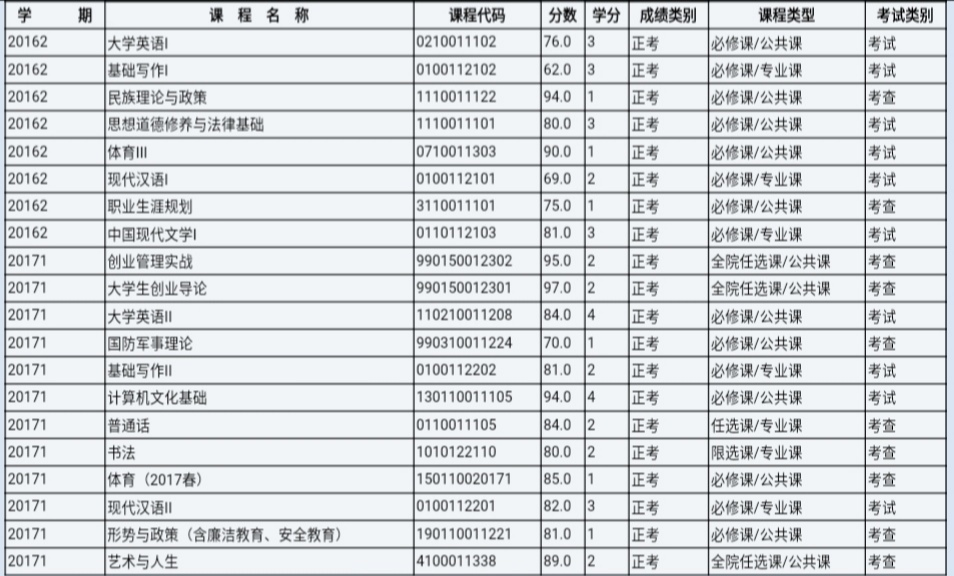 学 期 课 程 名 称 课程代码 分数 学分 成绩类别 课程类型 考试类别
20162 大学英语I 0210011102 76.0 3 正考 必修课/公共课 考试
20162 基础写作I 0100112102 62.0 3 正考 必修课/专业课 考试
20162 民族理论与政策 1110011122 94.0 1 正考 必修课/公共课 考查
20162 思想道德修养与法律基础 1110011101 80.0 3 正考 必修课/公共课 考试
20162 体育III 0710011303 90.0 1 正考 必修课/公共课 考试
20162 现代汉语I 0100112101 69.0 2 正考 必修课/专业课 考试
20162 职业生涯规划 3110011101 75.0 1 正考 必修课/公共课 考查
20162 中国现代文学I 0110112103 81.0 3 正考 必修课/专业课 考试
20171 创业管理实战 990150012302 95.0 2 正考 全院任选课/公共课 考查
20171 大学生创业导论 990150012301 97.0 2 正考 全院任选课/公共课 考查
20171 大学英语II 110210011208 84.0 4 正考 必修课/公共课 考试
20171 国防军事理论 990310011224 70.0 1 正考 必修课/公共课 考查
20171 基础写作II 0100112202 81.0 2 正考 必修课/专业课 考试
20171 计算机文化基础 130110011105 94.0 4 正考 必修课/公共课 考试
20171 普通话 0110011105 84.0 2 正考 任选课/专业课 考查
20171 书法 1010122110 80.0 2 正考 限选课/专业课 考查
20171 体育（2017春） 150110020171 85.0 1 正考 必修课/公共课 考查
20171 现代汉语II 0100112201 82.0 3 正考 必修课/专业课 考试
20171 形势与政策（含廉洁教育、安全教育） 190110011221 81.0 1 正考 必修课/公共课 考查
20171 艺术与人生 4100011338 89.0 2 正考 全院任选课/公共课 考查